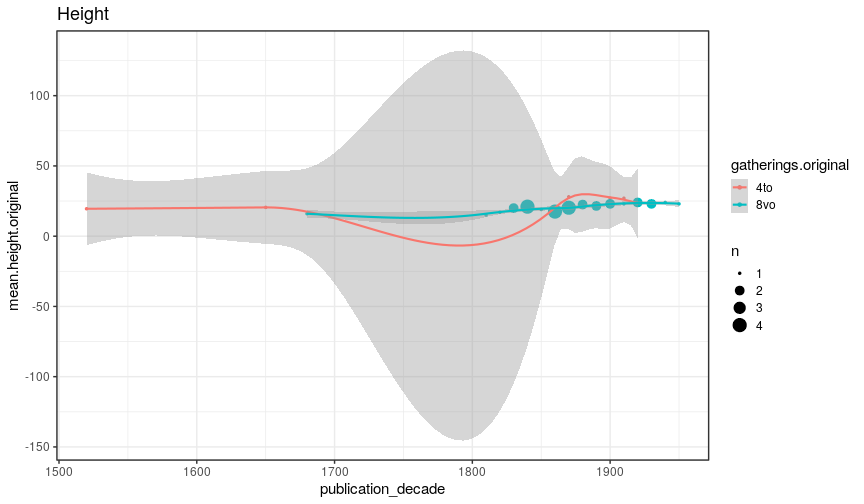 Height
mean.height.original
100
50
0
-50
-100
-150
1500 1600 1700 1800 1900
publication_decade
gatherings.original
4to
8vo
n
1
2
3
4